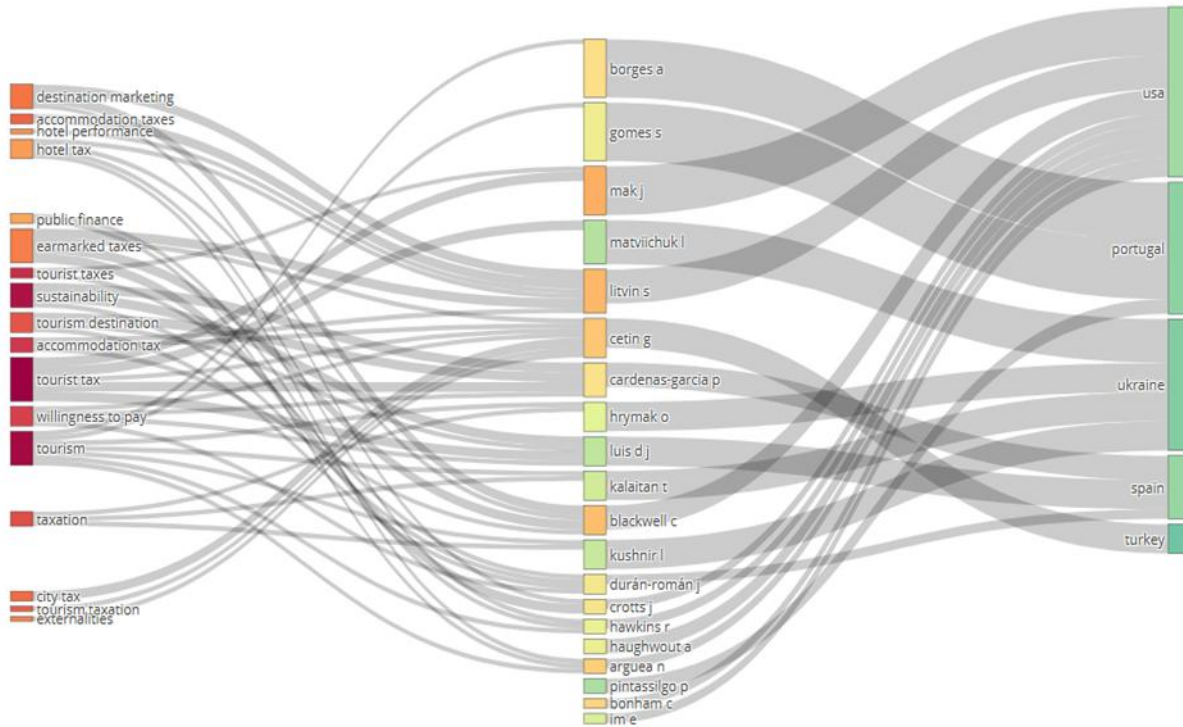 destination marketing
accommodation taxes
hotel performance
hotel tax
public finance
earmarked taxes
tourist taxes
sustainability
tourism destination
accommodation tax
tourist tax
willingness to pay
tourism
taxation
city tax
tourism taxation
externalities
borges a
gomes s
mak j
matviichuk l
litvin s
cetin g
cardenas-garcia p
hrymak o
luis d j
kalaitan t
blackwell c
kushnir l
durán-román j
crotts j
hawkins r
haughwout a
arguea n
pintassilgo p
bonham c
im e
usa
portugal
ukraine
spain
turkey